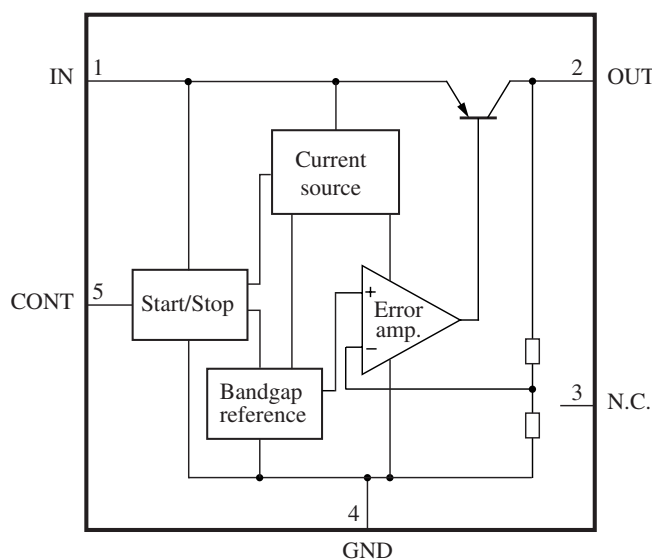 IN
1
2
OUT
Current
source
CONT
5
Start/Stop
+
Error
amp.
−
Bandgap
reference
3
N.C.
4
GND